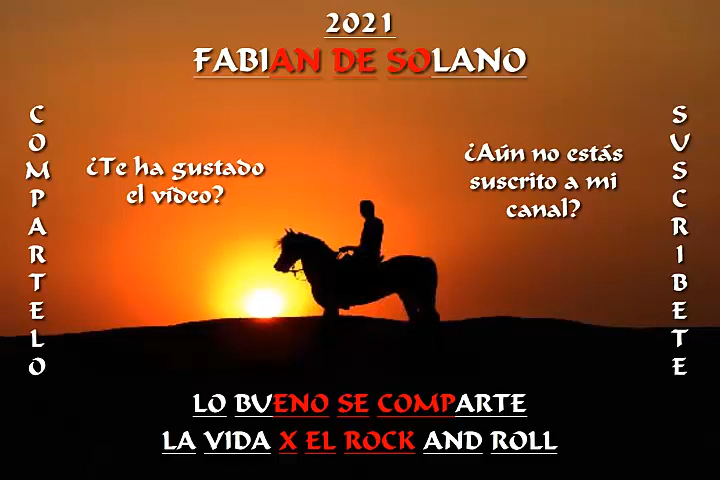 2021
FABIAN DE SOLANO
COMPARTELO
¿Te ha gustado
el vídeo?
¿Aún no estás
suscrito a mi
canal?
SUSCRIBETE
LO BUENO SE COMPARTE
LA VIDA X EL ROCK AND ROLL